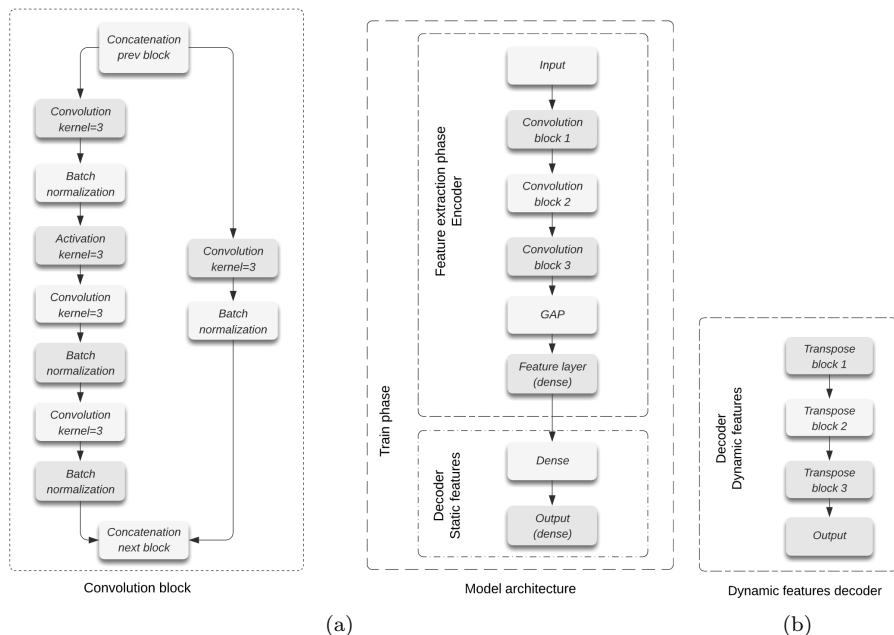 Concatenation
prev block
Convolution
kernel=3
Batch
normalization
Activation
kernel=3
Convolution
kernel=3
Batch
normalization
Convolution
kernel=3
Batch
normalization
Convolution
kernel=3
Batch
normalization
Concatenation
next block
Convolution block
Train phase
Feature extraction phase
Encoder
Input
Convolution
block 1
Convolution
block 2
Convolution
block 3
GAP
Feature layer
(dense)
Decoder
Static features
Dense
Output
(dense)
Model architecture
(a)
Decoder
Dynamic features
Transpose
block 1
Transpose
block 2
Transpose
block 3
Output
Dynamic features decoder
(b)